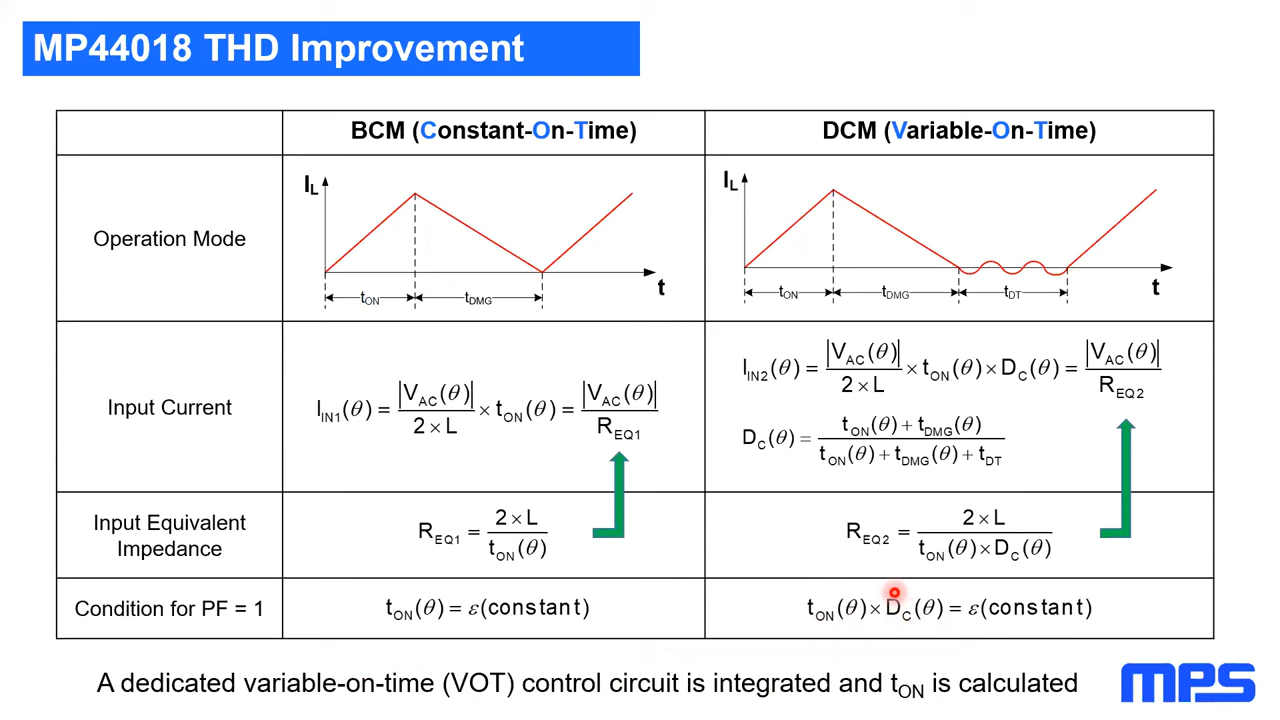 MP44018 THD Improvement
BCM (Constant-On-Time)
DCM (Variable-On-Time)
Operation Mode
I_L
t
t_ON
t_DMG
I_L
t
t_ON
t_DMG
t_DT
Input Current
I_IN1(θ) = |V_AC(θ)| / 2 × L × t_ON(θ) = |V_AC(θ)| / R_EQ1
I_IN2(θ) = |V_AC(θ)| / 2 × L × t_ON(θ) × D_C(θ) = |V_AC(θ)| / R_EQ2
D_C(θ) = t_ON(θ) + t_DMG(θ) / t_ON(θ) + t_DMG(θ) + t_DT
Input Equivalent
Impedance
R_EQ1 = 2 × L / t_ON(θ)
R_EQ2 = 2 × L / t_ON(θ) × D_C(θ)
Condition for PF = 1
t_ON(θ) = ε(constant)
t_ON(θ) × D_C(θ) = ε(constant)
A dedicated variable-on-time (VOT) control circuit is integrated and t_ON is calculated
MPS